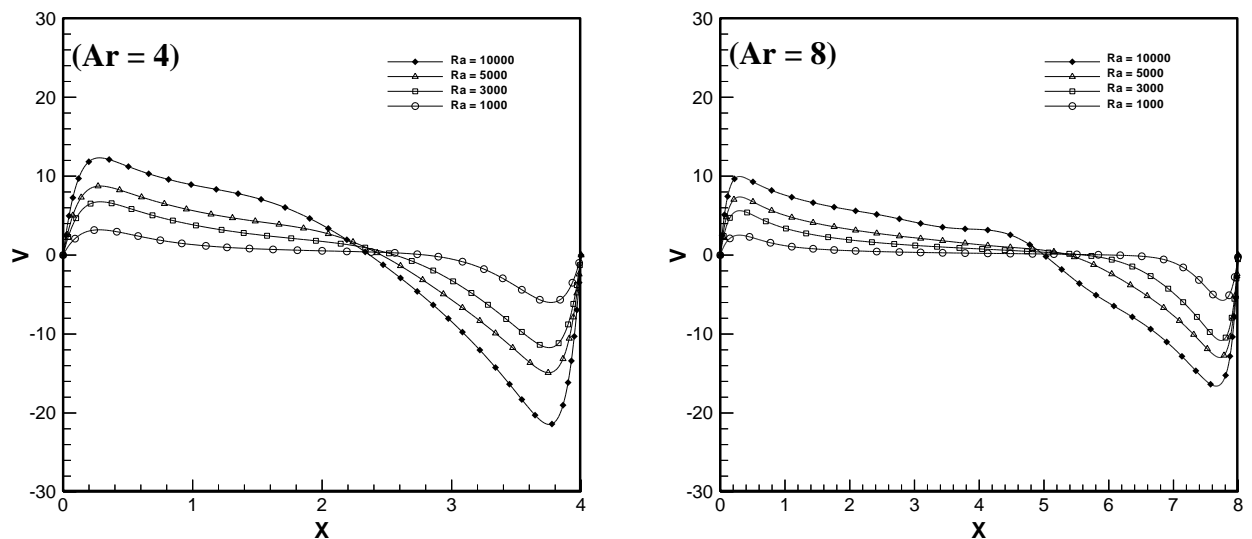 30
(Ar = 4)
Ra = 10000
Ra = 5000
Ra = 3000
Ra = 1000
20
10
0
-10
-20
-30
V
0 1 2 3 4
X
30
(Ar = 8)
Ra = 10000
Ra = 5000
Ra = 3000
Ra = 1000
20
10
0
-10
-20
-30
V
0 1 2 3 4 5 6 7 8
X